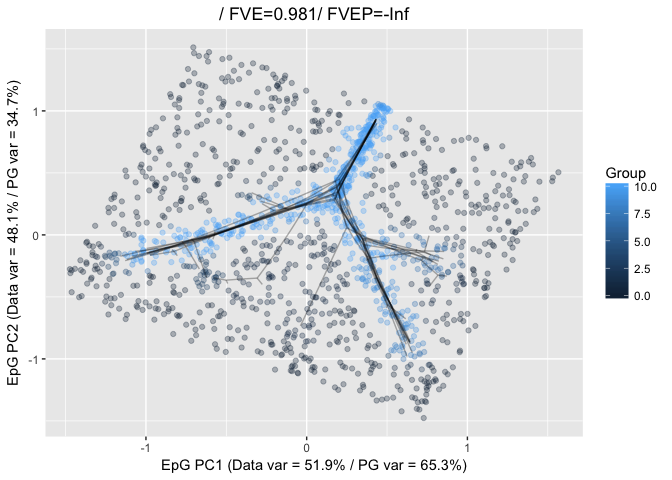 / FVE=0.981/ FVEP=-Inf
EpG PC2 (Data var = 48.1% / PG var = 34.7%)
1
0
-1
-1
0
1
EpG PC1 (Data var = 51.9% / PG var = 65.3%)
Group
10.0
7.5
5.0
2.5
0.0